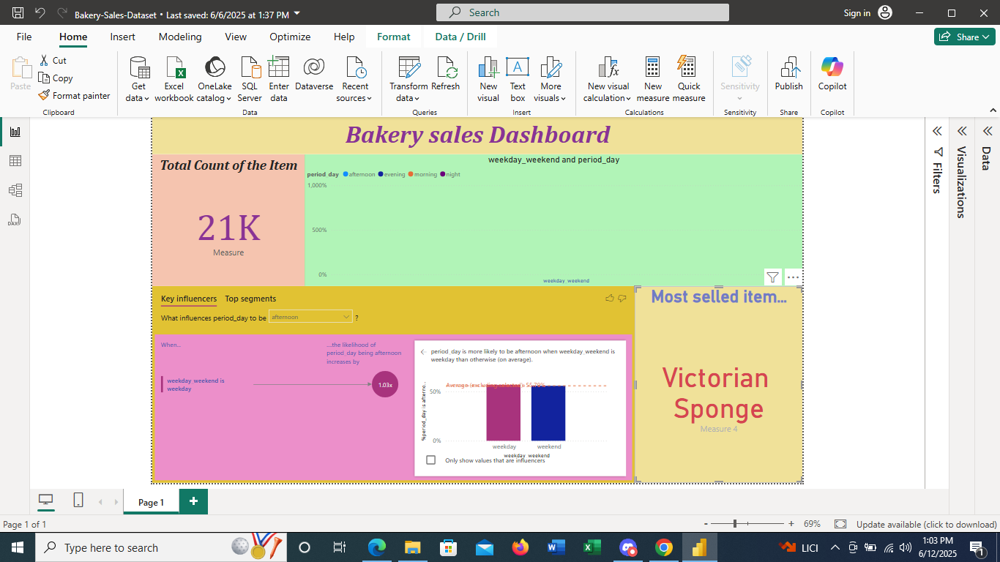 Bakery-Sales-Dataset • Last saved: 6/6/2025 at 1:37 PM
Search
Sign in
File Home Insert Modeling View Optimize Help Format Data / Drill
Share
Paste
Cut
Copy
Format painter
Clipboard
Get data
Excel workbook
OneLake catalog
SQL Server
Enter data
Dataverse
Recent sources
Data
Transform data
Refresh
Queries
New visual
Text box
More visuals
Insert
New visual calculation
New measure
Quick measure
Calculations
Sensitivity
Sensitivity
Publish
Share
Copilot
Copilot
DAX
Bakery sales Dashboard
Total Count of the Item
21K
Measure
weekday_weekend and period_day
period_day afternoon evening morning night
1,000%
500%
0%
weekday_weekend
Key influencers Top segments
What influences period_day to be afternoon ?
When...
...the likelihood of
period_day being afternoon
increases by
weekday_weekend is
weekday
1.03x
period_day is more likely to be afternoon when weekday_weekend is
weekday than otherwise (on average).
Average (excluding selected): 55.79%
%period_day is afterno...
50%
0%
weekday weekend
weekday_weekend
Only show values that are influencers
Most selled item...
Victorian
Sponge
Measure 4
Filters
Visualizations
Data
Page 1
Page 1 of 1
69%
Update available (click to download)
Type here to search
LICI
1:03 PM
6/12/2025
1